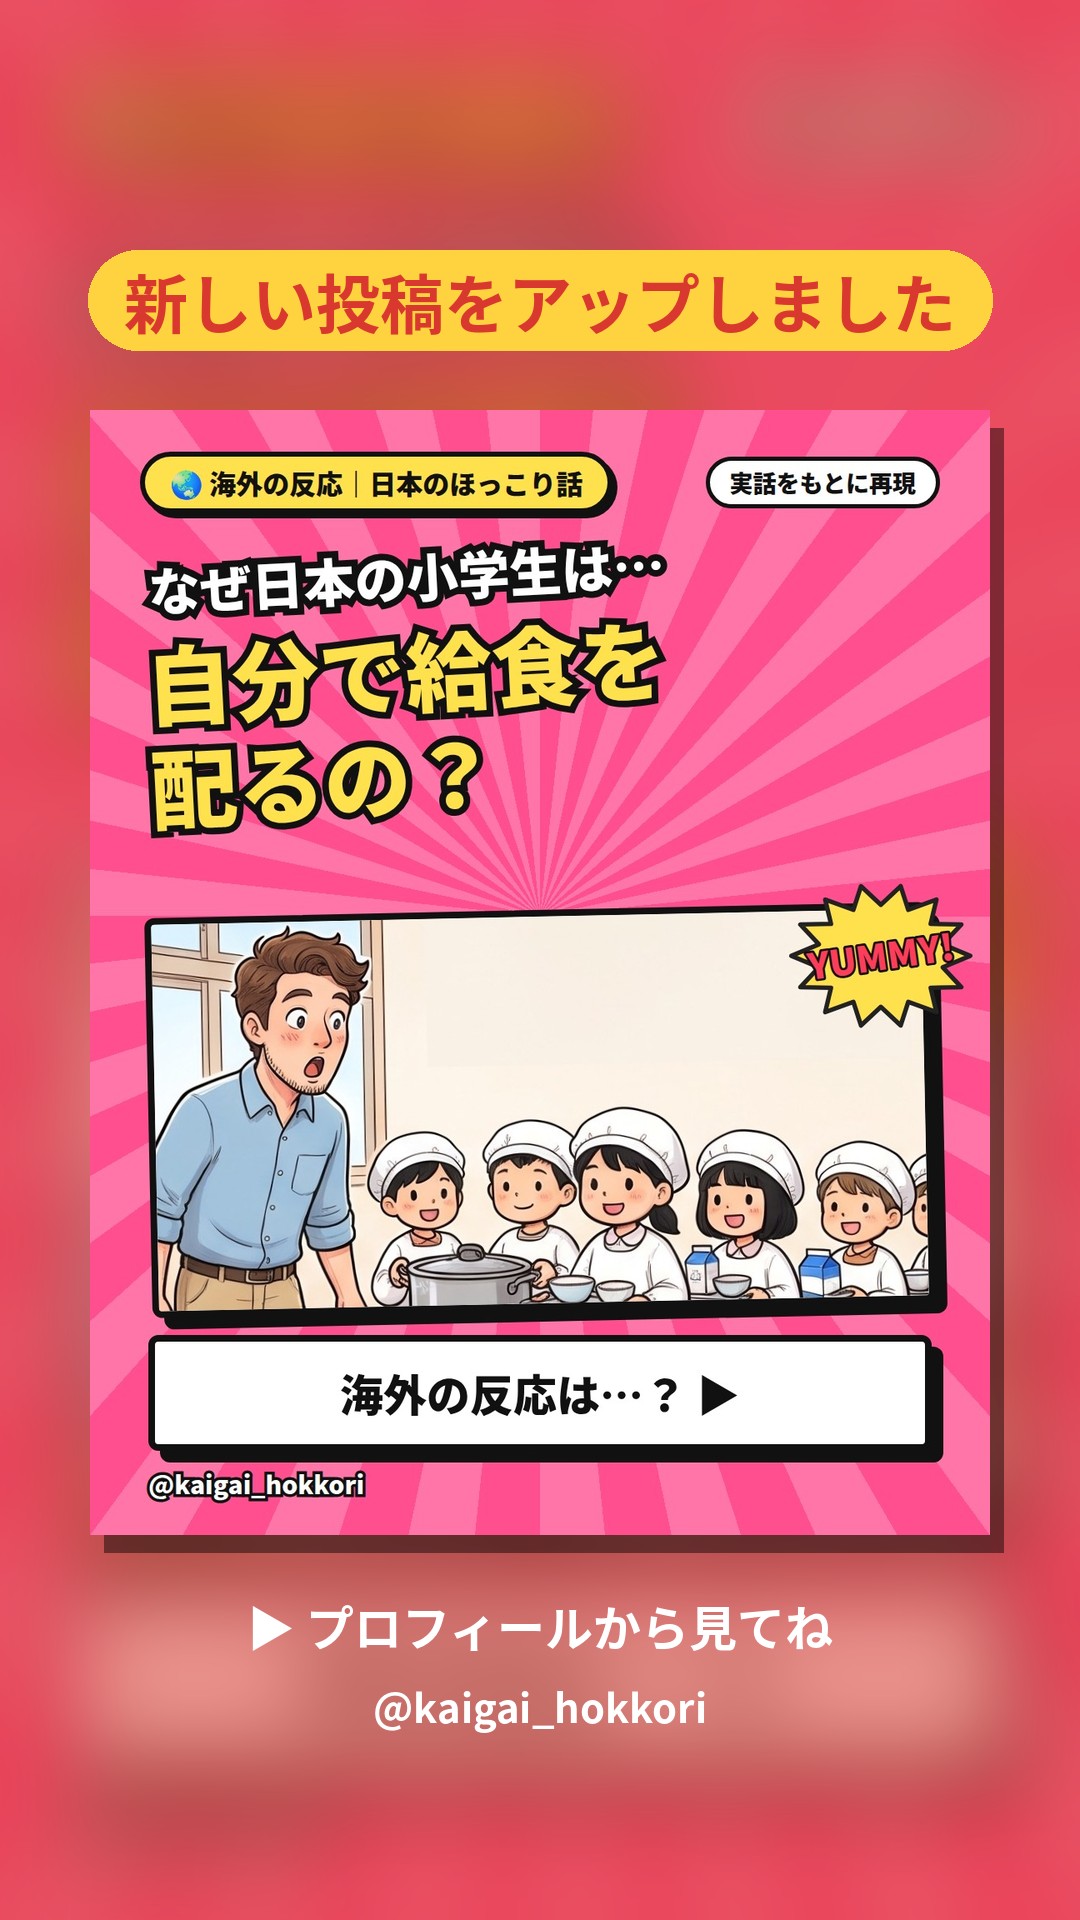 新しい投稿をアップしました
🌏 海外の反応｜日本のほっこり話
実話をもとに再現
なぜ日本の小学生は…
自分で給食を
配るの？
YUMMY!
海外の反応は…？ ▶
@kaigai_hokkori
▶ プロフィールから見てね
@kaigai_hokkori